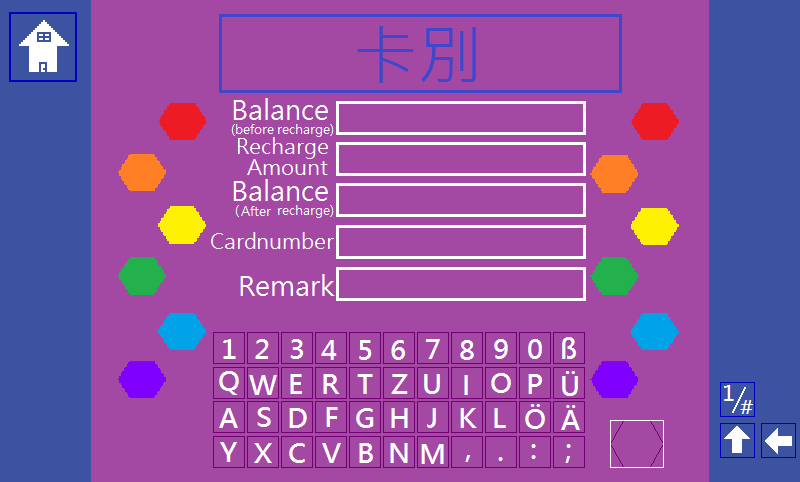 卡別
Balance
(before recharge)
Recharge
Amount
Balance
(After recharge)
Cardnumber
Remark
1 2 3 4 5 6 7 8 9 0 ß
Q W E R T Z U I O P Ü
A S D F G H J K L Ö Ä
Y X C V B N M , . : ;
1/#